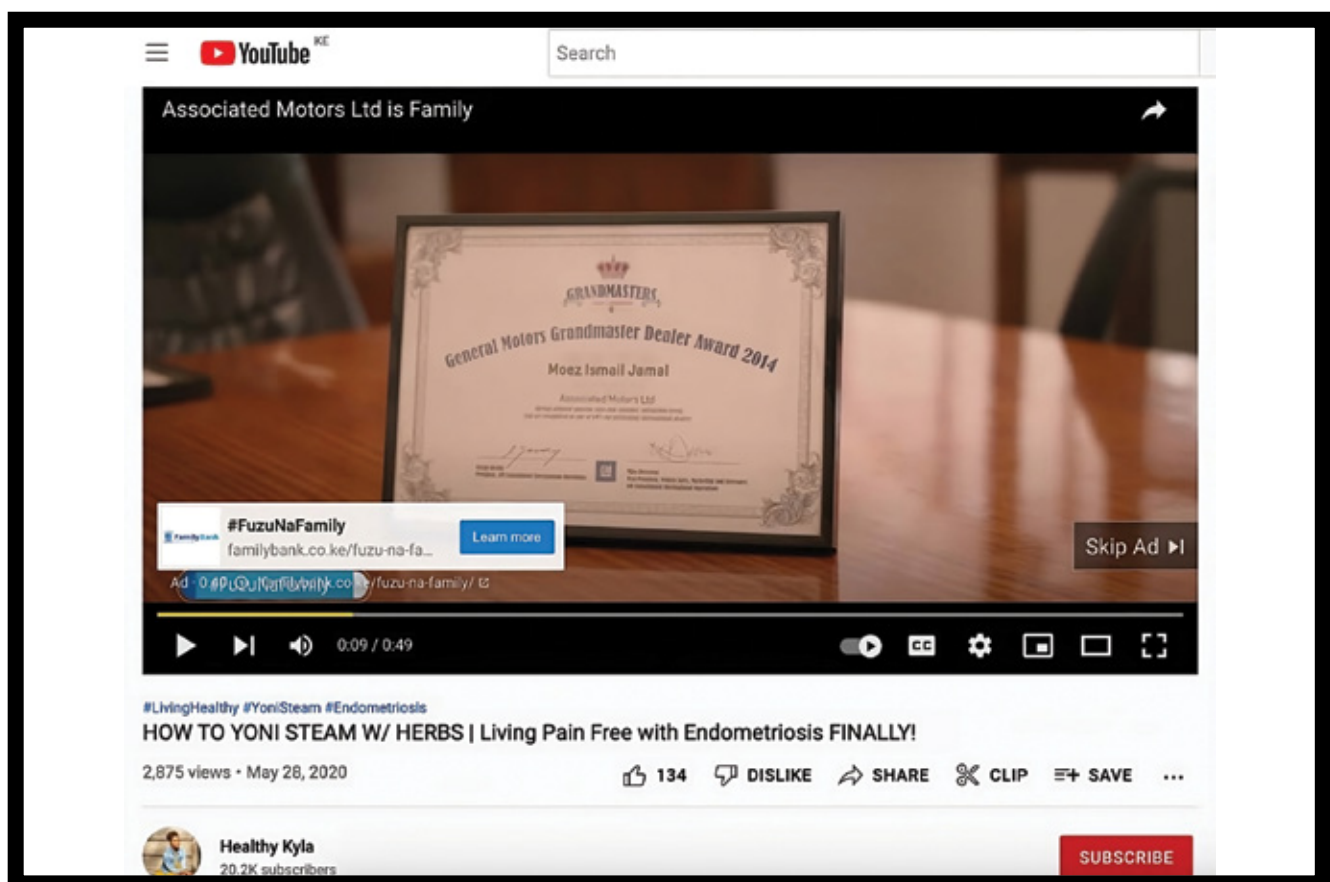 YouTube KE
Search
Associated Motors Ltd is Family
GRANDMASTERS
General Motors Grandmaster Dealer Award 2014
Moez Ismail Jamal
Associated Motors Ltd
FamilyBank
#FuzuNaFamily
familybank.co.ke/fuzu-na-fa...
Learn more
Skip Ad
Ad · 0:40
/fuzu-na-family/
0:09 / 0:49
CC
#LivingHealthy #YoniSteam #Endometriosis
HOW TO YONI STEAM W/ HERBS | Living Pain Free with Endometriosis FINALLY!
2,875 views • May 28, 2020
134 DISLIKE SHARE CLIP SAVE ...
Healthy Kyla
20.2K subscribers
SUBSCRIBE